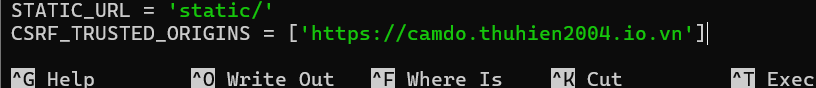 STATIC_URL = 'static/'
CSRF_TRUSTED_ORIGINS = ['https://camdo.thuhien2004.io.vn']
^G Help ^O Write Out ^F Where Is ^K Cut ^T Exec